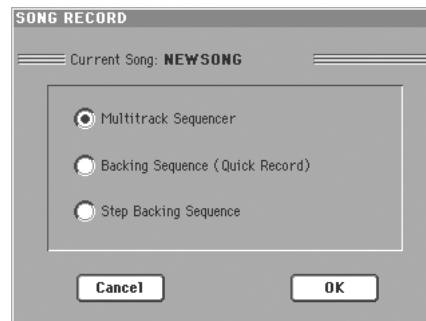 SONG RECORD
Current Song: NEWSONG
Multitrack Sequencer
Backing Sequence (Quick Record)
Step Backing Sequence
Cancel OK